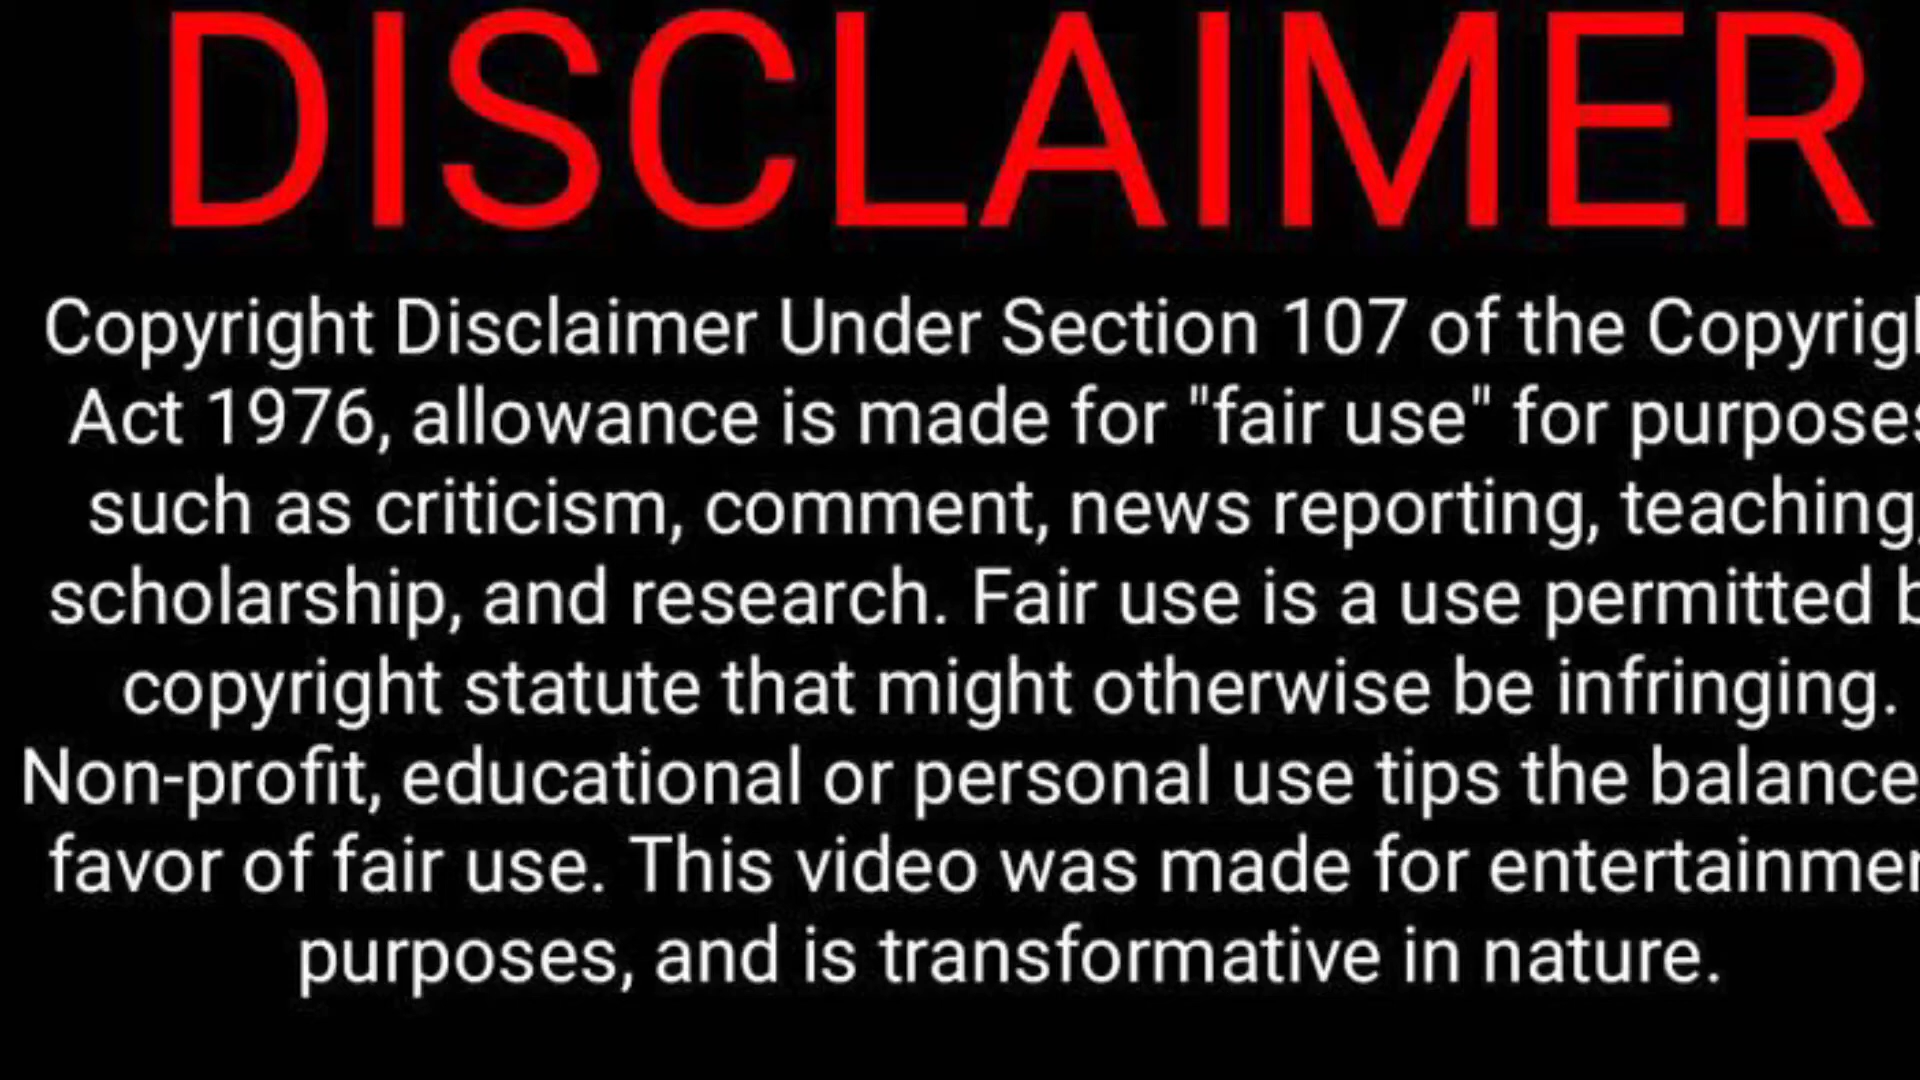 DISCLAIMER
Copyright Disclaimer Under Section 107 of the Copyrigh
Act 1976, allowance is made for "fair use" for purposes
such as criticism, comment, news reporting, teaching,
scholarship, and research. Fair use is a use permitted b
copyright statute that might otherwise be infringing.
Non-profit, educational or personal use tips the balance
favor of fair use. This video was made for entertainmen
purposes, and is transformative in nature.